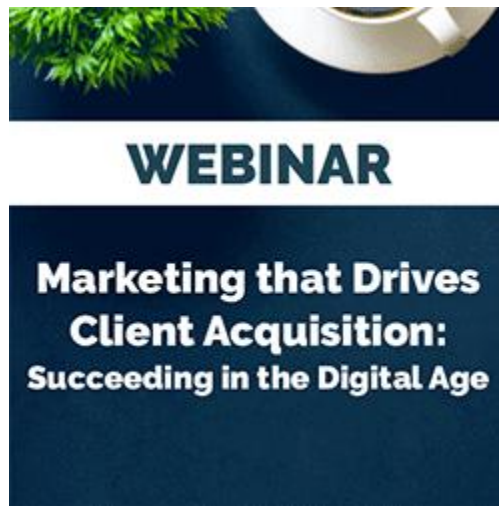 WEBINAR
Marketing that Drives
Client Acquisition:
Succeeding in the Digital Age